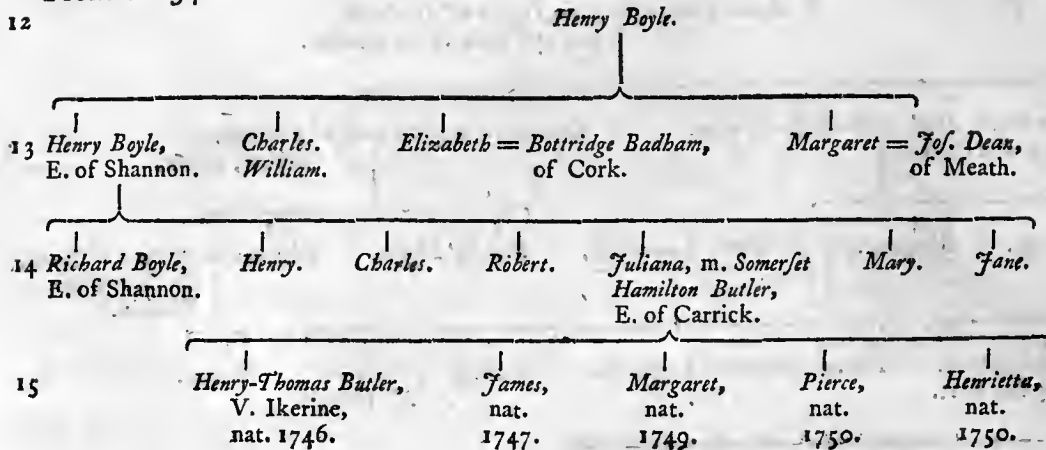 12 Henry Boyle.
13 Henry Boyle, Charles. Elizabeth = Bottridge Badham, Margaret = Joſ. Dean,
E. of Shannon. William. of Cork. of Meath.
14 Richard Boyle, Henry. Charles. Robert. Juliana, m. Somerſet Mary. Jane.
E. of Shannon. Hamilton Butler,
E. of Carrick.
15 Henry-Thomas Butler, James, Margaret, Pierce, Henrietta,
V. Ikerine, nat. nat. nat. nat.
nat. 1746. 1747. 1749. 1750. 1750.